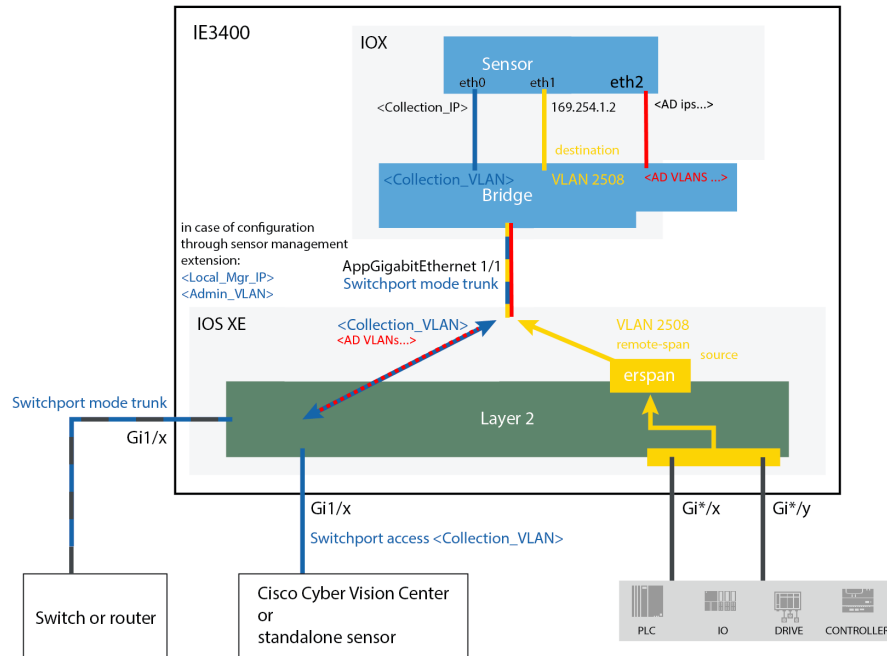 IE3400
IOX
Sensor
eth0
eth1
eth2
<Collection_IP>
169.254.1.2
<AD ips...>
destination
<Collection_VLAN>
VLAN 2508
<AD VLANS ...>
Bridge
in case of configuration
through sensor management
extension:
<Local_Mgr_IP>
<Admin_VLAN>
AppGigabitEthernet 1/1
Switchport mode trunk
IOS XE
<Collection_VLAN>
<AD VLANs...>
VLAN 2508
remote-span
source
erspan
Layer 2
Switchport mode trunk
Gi1/x
Gi1/x
Gi*/x
Gi*/y
Switchport access <Collection_VLAN>
Switch or router
Cisco Cyber Vision Center
or
standalone sensor
PLC
IO
DRIVE
CONTROLLER